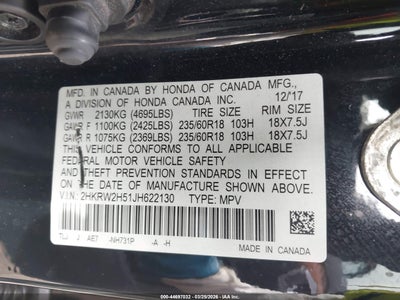 MFD. IN CANADA BY HONDA OF CANADA MFG.,
A DIVISION OF HONDA CANADA INC. 12/17
GVWR 2130KG (4695LBS) TIRE SIZE RIM SIZE
GAWR F 1100KG (2425LBS) 235/60R18 103H 18X7.5J
GAWR R 1075KG (2369LBS) 235/60R18 103H 18X7.5J
THIS VEHICLE CONFORMS TO ALL APPLICABLE
FEDERAL MOTOR VEHICLE SAFETY AND
THEFT PREVENTION STANDARDS IN EFFECT ON
THE DATE OF MANUFACTURE SHOWN ABOVE.
V.I.N: 2HKRW2H51JH622130 TYPE: MPV
AE7 -NH731P -A -H
MADE IN CANADA
000-44697032 - 03/29/2026 - IAAHQ